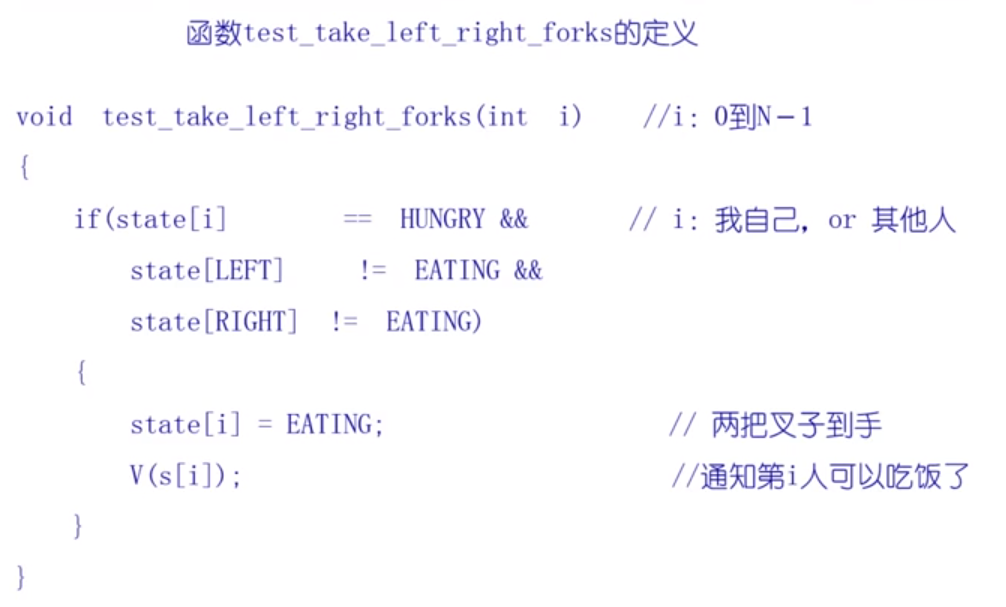 函数test_take_left_right_forks的定义
void test_take_left_right_forks(int i) //i: 0到N－1
{
if(state[i] == HUNGRY && // i: 我自己，or 其他人
state[LEFT] != EATING &&
state[RIGHT] != EATING)
{
state[i] = EATING; // 两把叉子到手
V(s[i]); //通知第i人可以吃饭了
}
}